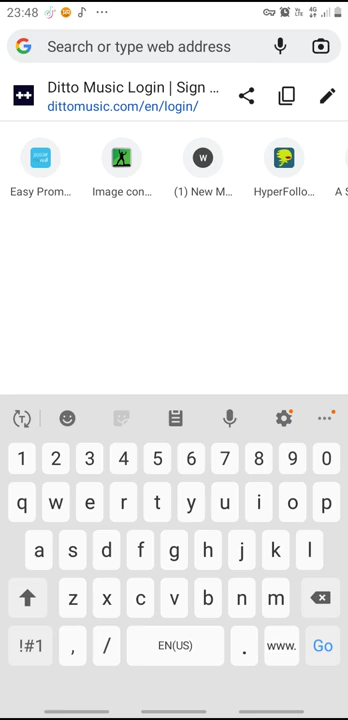 23:48
4G
Search or type web address
Ditto Music Login | Sign ...
dittomusic.com/en/login/
Easy Prom... Image con... (1) New M... HyperFollo... A S
W
1 2 3 4 5 6 7 8 9 0
q w e r t y u i o p
a s d f g h j k l
z x c v b n m
!#1 , / EN(US) . www. Go